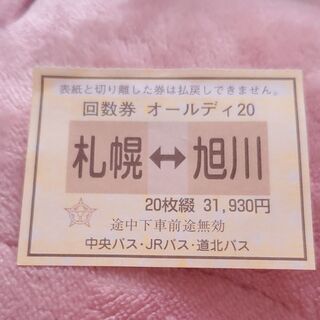 表紙と切り離した券は払戻しできません。
回数券 オールディ20
札幌↔旭川
20枚綴 31,930円
途中下車前途無効
中央バス・JRバス・道北バス